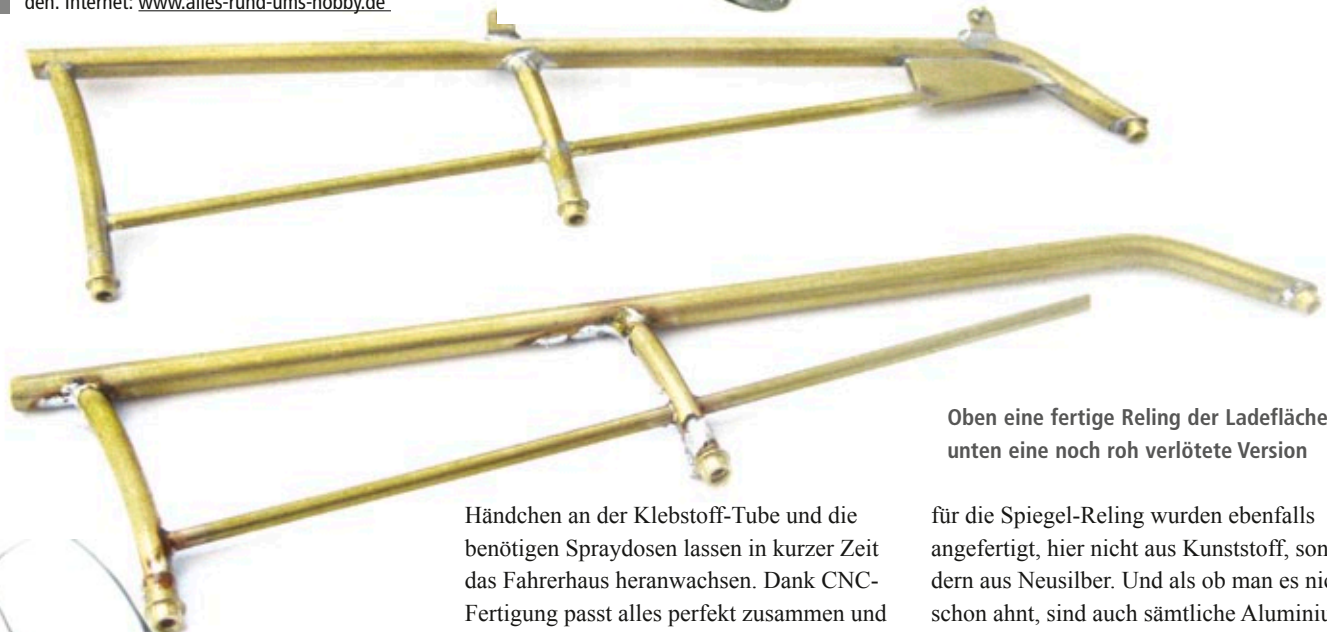 den. Internet: www.alles-rund-ums-hobby.de
Oben eine fertige Reling der Ladefläche
unten eine noch roh verlötete Version
Händchen an der Klebstoff-Tube und die
benötigen Spraydosen lassen in kurzer Zeit
das Fahrerhaus heranwachsen. Dank CNC-
Fertigung passt alles perfekt zusammen und
für die Spiegel-Reling wurden ebenfalls
angefertigt, hier nicht aus Kunststoff, son
dern aus Neusilber. Und als ob man es nic
schon ahnt, sind auch sämtliche Aluminiu